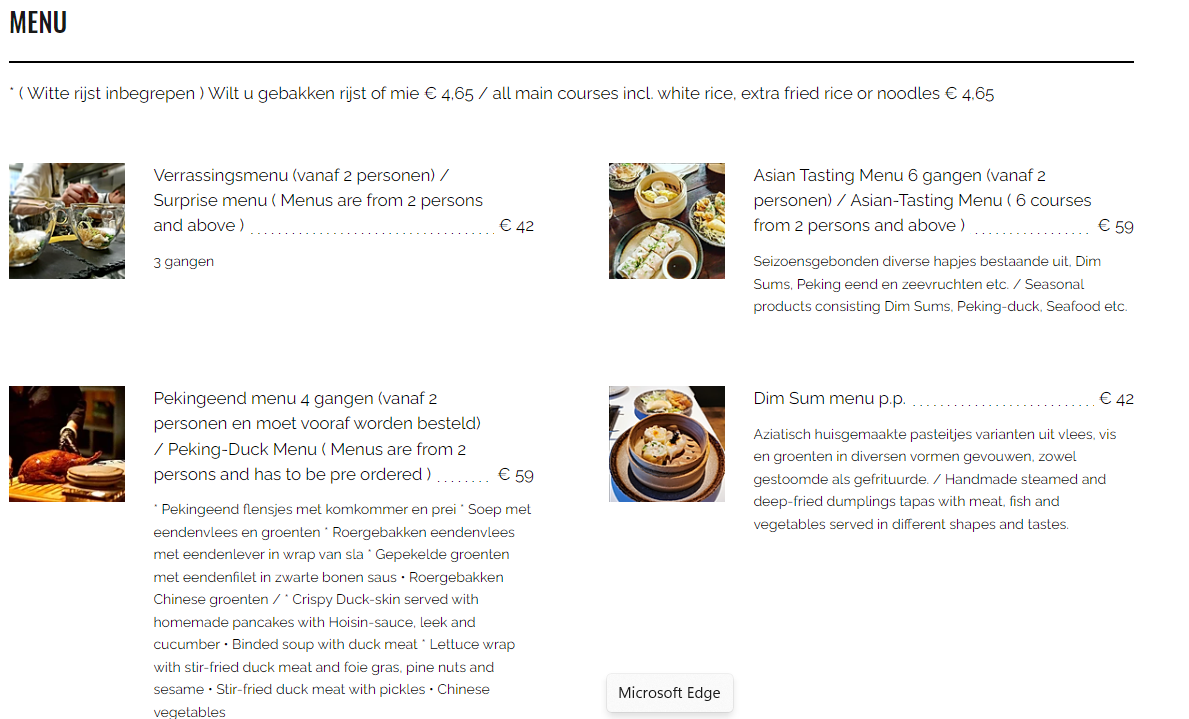 MENU
* ( Witte rijst inbegrepen ) Wilt u gebakken rijst of mie € 4,65 / all main courses incl. white rice, extra fried rice or noodles € 4,65
Verrassingsmenu (vanaf 2 personen) /
Surprise menu ( Menus are from 2 persons
and above ) € 42
3 gangen
Asian Tasting Menu 6 gangen (vanaf 2
personen) / Asian-Tasting Menu ( 6 courses
from 2 persons and above ) € 59
Seizoensgebonden diverse hapjes bestaande uit, Dim
Sums, Peking eend en zeevruchten etc. / Seasonal
products consisting Dim Sums, Peking-duck, Seafood etc.
Pekingeend menu 4 gangen (vanaf 2
personen en moet vooraf worden besteld)
/ Peking-Duck Menu ( Menus are from 2
persons and has to be pre ordered ) € 59
* Pekingeend flensjes met komkommer en prei * Soep met
eendenvlees en groenten * Roergebakken eendenvlees
met eendenlever in wrap van sla * Gepekelde groenten
met eendenfilet in zwarte bonen saus • Roergebakken
Chinese groenten / * Crispy Duck-skin served with
homemade pancakes with Hoisin-sauce, leek and
cucumber • Binded soup with duck meat * Lettuce wrap
with stir-fried duck meat and foie gras, pine nuts and
sesame • Stir-fried duck meat with pickles • Chinese
vegetables
Dim Sum menu p.p. € 42
Aziatisch huisgemaakte pasteitjes varianten uit vlees, vis
en groenten in diversen vormen gevouwen, zowel
gestoomde als gefrituurde. / Handmade steamed and
deep-fried dumplings tapas with meat, fish and
vegetables served in different shapes and tastes.
Microsoft Edge